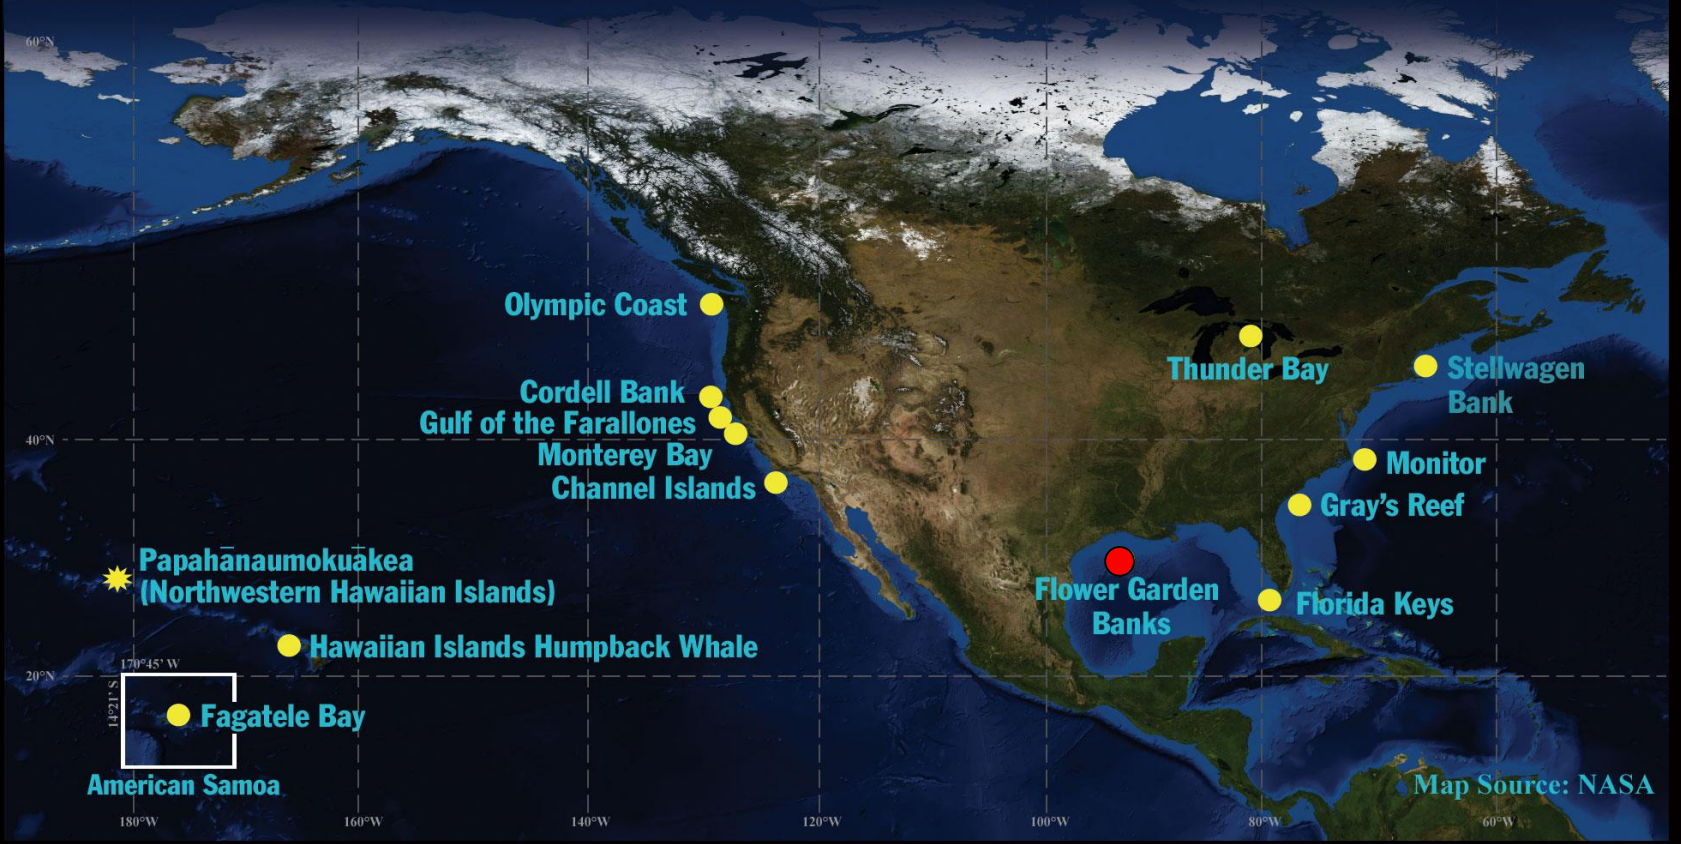 60°N
Olympic Coast
Thunder Bay
Stellwagen
Bank
Cordell Bank
Gulf of the Farallones
40°N
Monterey Bay
Monitor
Channel Islands
Gray's Reef
Papahānaumokuākea
(Northwestern Hawaiian Islands)
Flower Garden
Banks
Florida Keys
Hawaiian Islands Humpback Whale
170°45' W
20°N
14°21' S
Fagatele Bay
American Samoa
Map Source: NASA
180°W
160°W
140°W
120°W
100°W
80°W
60°W